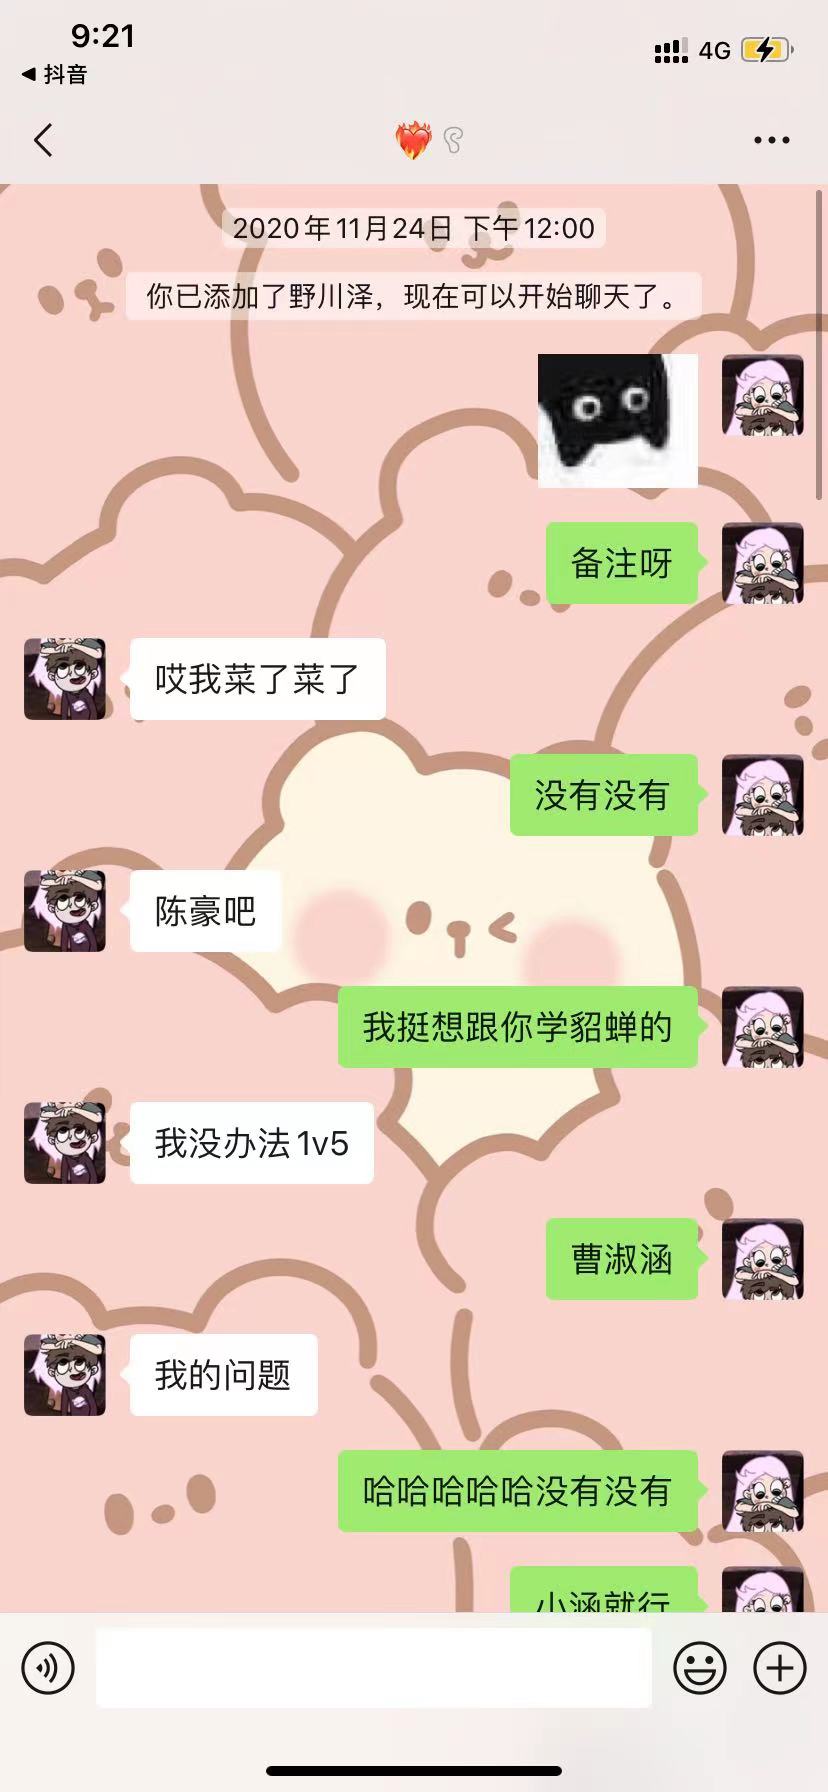 9:21
4G
◀ 抖音
2020年11月24日 下午12:00
你已添加了野川泽，现在可以开始聊天了。
备注呀
哎我菜了菜了
没有没有
陈豪吧
我挺想跟你学貂蝉的
我没办法1v5
曹淑涵
我的问题
哈哈哈哈哈没有没有
小涵就行